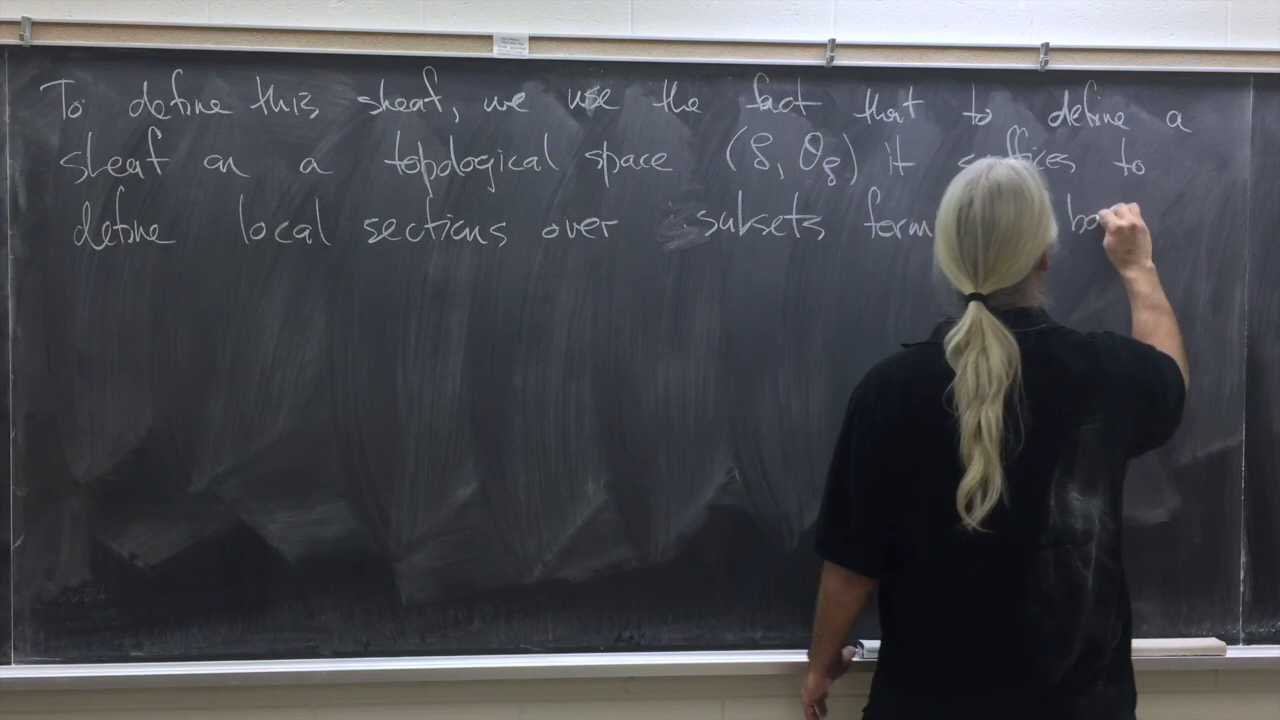 To define this sheaf, we use the fact that to define a
sheaf on a topological space (S, O_S) it suffices to
define local sections over subsets form ba